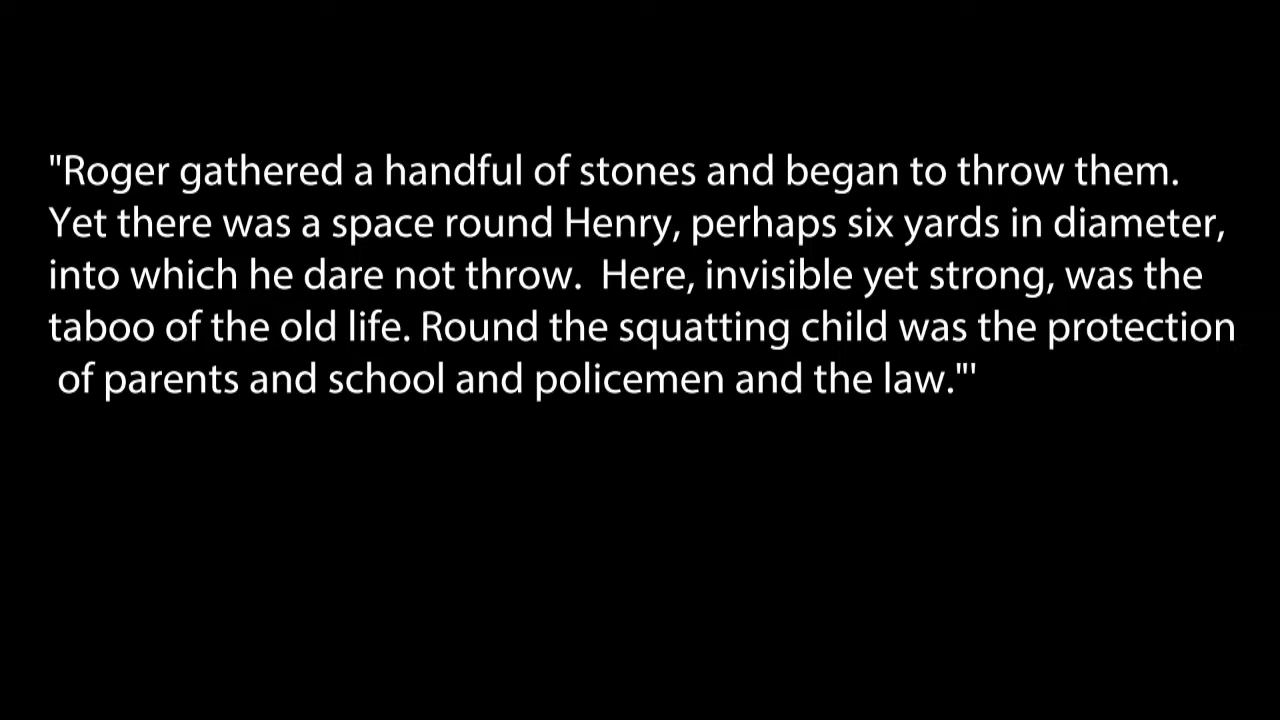 "Roger gathered a handful of stones and began to throw them.
Yet there was a space round Henry, perhaps six yards in diameter,
into which he dare not throw.  Here, invisible yet strong, was the
taboo of the old life. Round the squatting child was the protection
of parents and school and policemen and the law."'